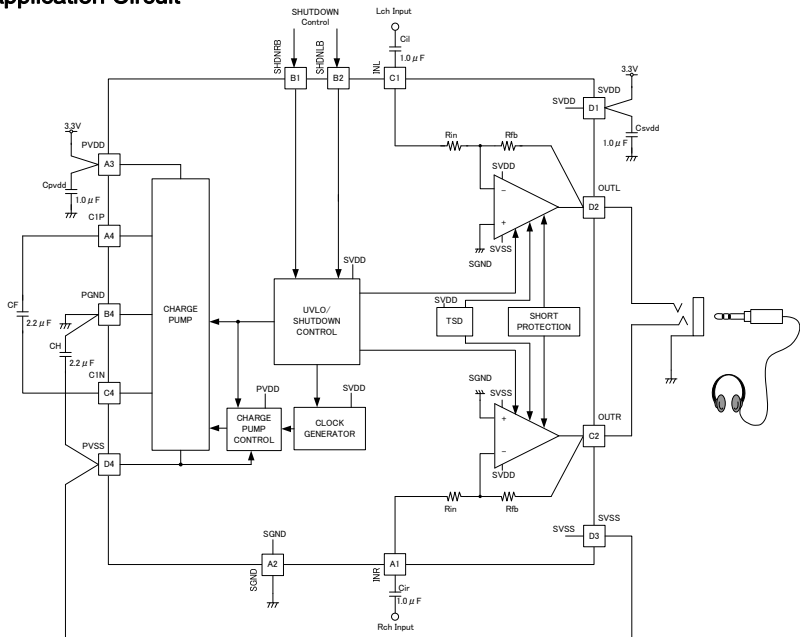 Application Circuit
SHUTDOWN
Control
Lch Input
Cil
1.0μF
SHDNRB
SHDNLB
INL
B1
B2
C1
3.3V
SVDD
SVDD
D1
Csvdd
1.0μF
3.3V
PVDD
A3
Cpvdd
1.0μF
Rin
Rfb
SVDD
OUTL
−
D2
+
SVSS
SGND
C1P
A4
PGND
B4
CF
2.2μF
CH
2.2μF
C1N
C4
CHARGE
PUMP
SVDD
UVLO/
SHUTDOWN
CONTROL
SVDD
TSD
SHORT
PROTECTION
PVDD
SVDD
CHARGE
PUMP
CONTROL
CLOCK
GENERATOR
SGND
SVSS
+
OUTR
C2
−
SVDD
PVSS
D4
Rin
Rfb
SVSS
SVSS
D3
SGND
A2
SGND
INR
A1
Cir
1.0μF
Rch Input